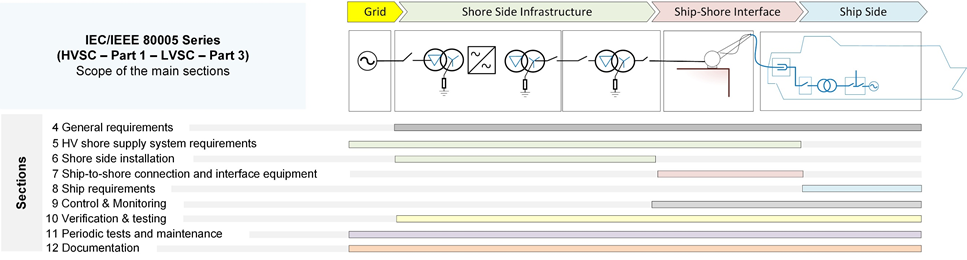 IEC/IEEE 80005 Series
(HVSC – Part 1 – LVSC – Part 3)
Scope of the main sections
Grid
Shore Side Infrastructure
Ship-Shore Interface
Ship Side
Sections
4 General requirements
5 HV shore supply system requirements
6 Shore side installation
7 Ship-to-shore connection and interface equipment
8 Ship requirements
9 Control & Monitoring
10 Verification & testing
11 Periodic tests and maintenance
12 Documentation